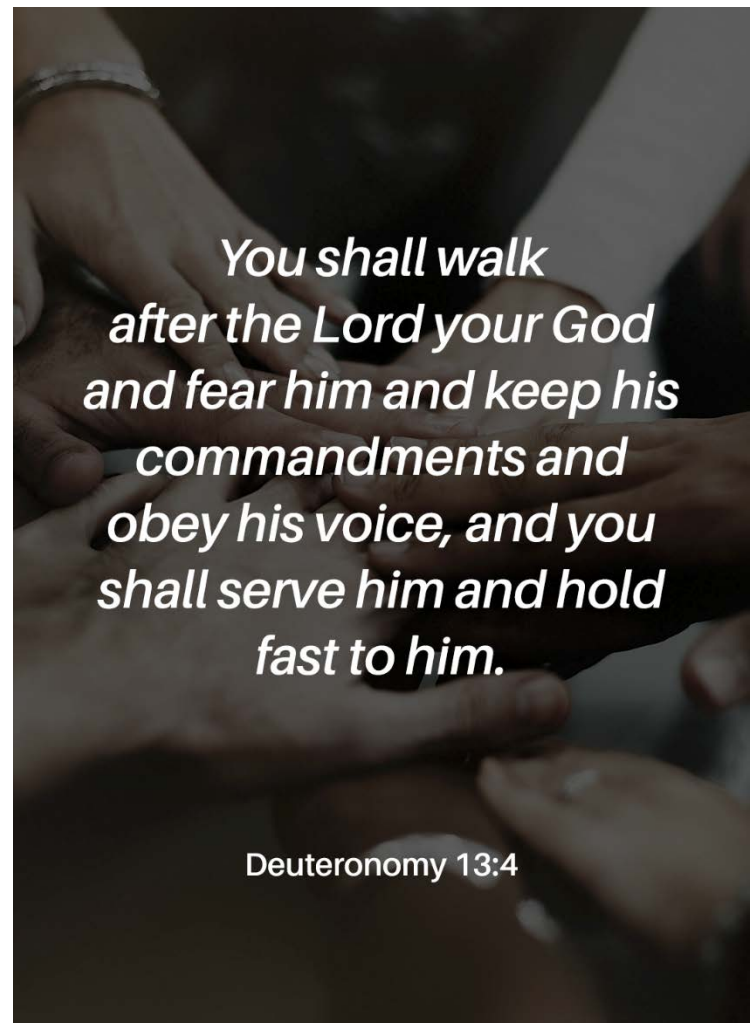 You shall walk
after the Lord your God
and fear him and keep his
commandments and
obey his voice, and you
shall serve him and hold
fast to him.
Deuteronomy 13:4